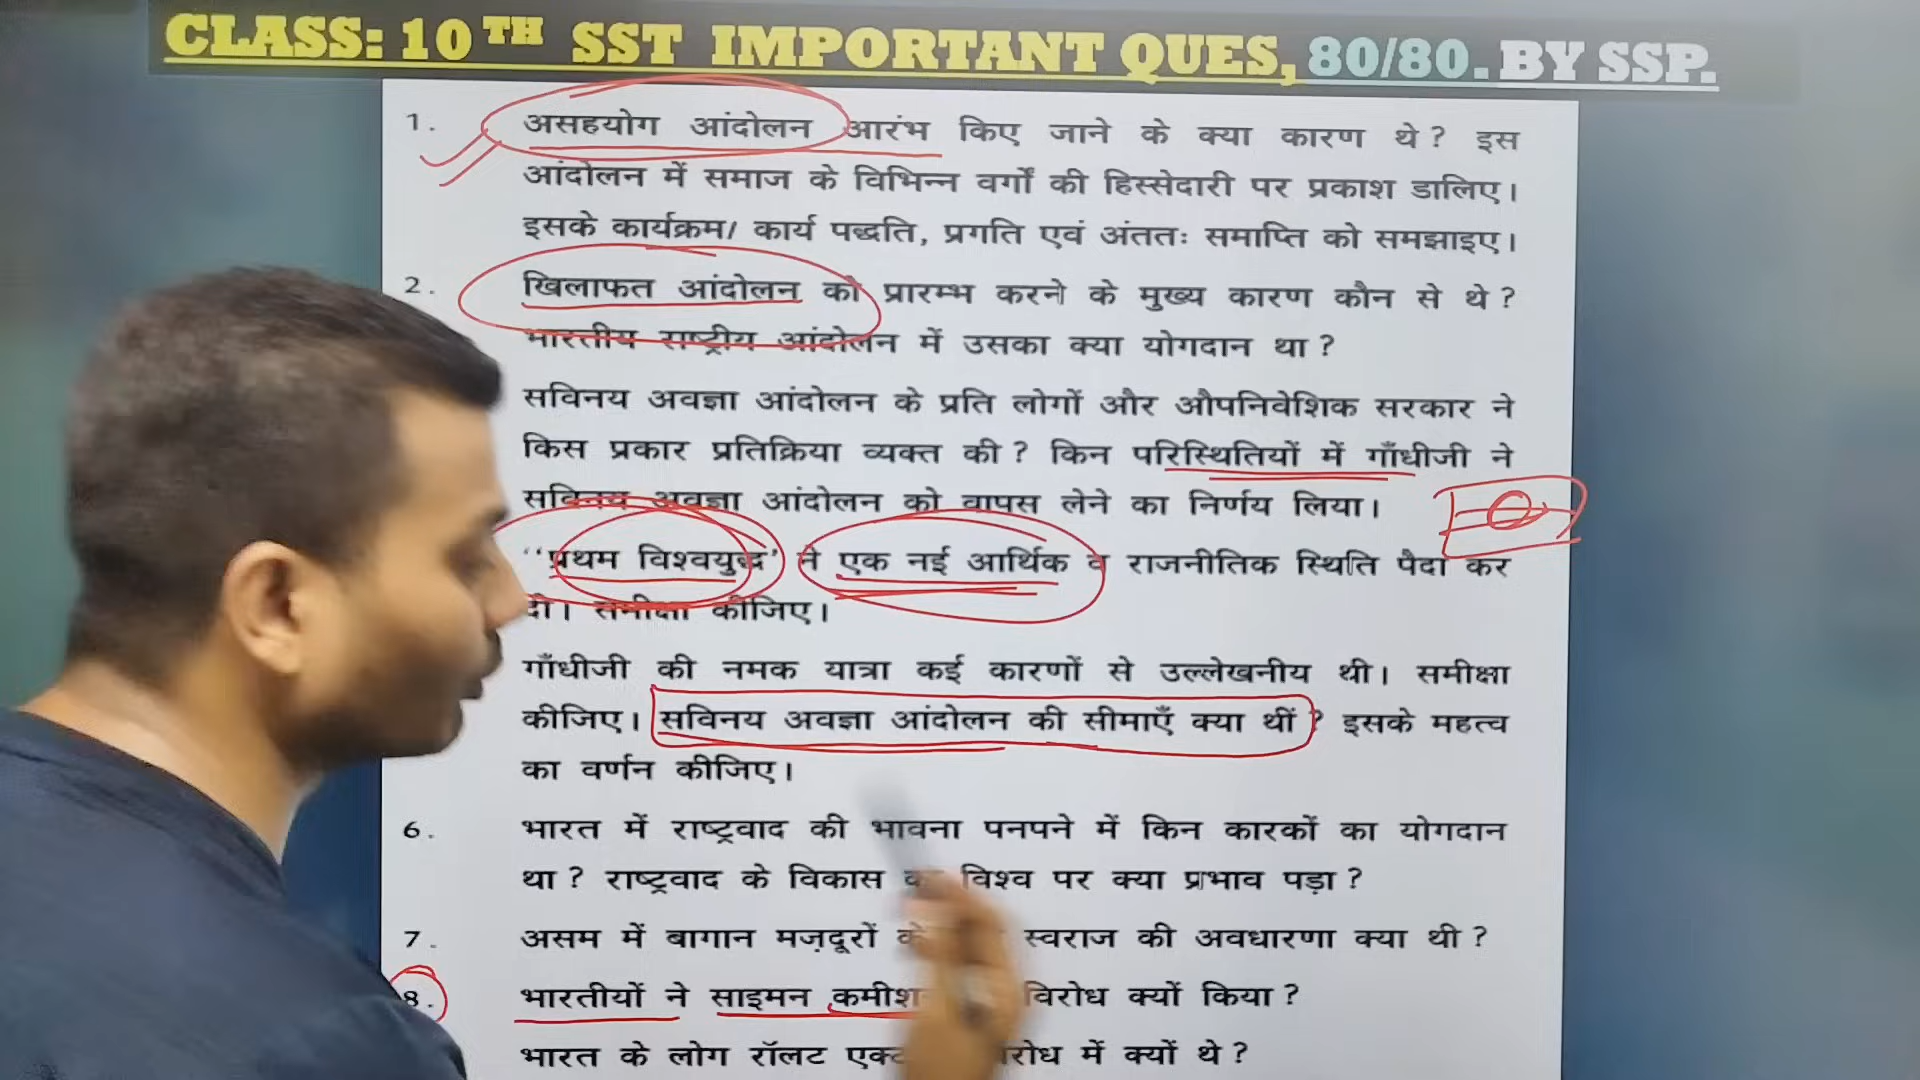 CLASS: 10TH SST IMPORTANT QUES, 80/80. BY SSP.
1. असहयोग आंदोलन आरंभ किए जाने के क्या कारण थे? इस
आंदोलन में समाज के विभिन्न वर्गों की हिस्सेदारी पर प्रकाश डालिए।
इसके कार्यक्रम/ कार्य पद्धति, प्रगति एवं अंततः समाप्ति को समझाइए।
2. खिलाफत आंदोलन को प्रारम्भ करने के मुख्य कारण कौन से थे?
भारतीय राष्ट्रीय आंदोलन में उसका क्या योगदान था?
सविनय अवज्ञा आंदोलन के प्रति लोगों और औपनिवेशिक सरकार ने
किस प्रकार प्रतिक्रिया व्यक्त की? किन परिस्थितियों में गाँधीजी ने
सविनय अवज्ञा आंदोलन को वापस लेने का निर्णय लिया।
‘‘प्रथम विश्वयुद्ध’ ने एक नई आर्थिक व राजनीतिक स्थिति पैदा कर
दी। समीक्षा कीजिए।
गाँधीजी की नमक यात्रा कई कारणों से उल्लेखनीय थी। समीक्षा
कीजिए। सविनय अवज्ञा आंदोलन की सीमाएँ क्या थीं? इसके महत्व
का वर्णन कीजिए।
6. भारत में राष्ट्रवाद की भावना पनपने में किन कारकों का योगदान
था? राष्ट्रवाद के विकास विश्व पर क्या प्रभाव पड़ा?
7. असम में बागान मज़दूरों स्वराज की अवधारणा क्या थी?
8. भारतीयों ने साइमन विरोध क्यों किया?
भारत के लोग रॉलट में क्यों थे?